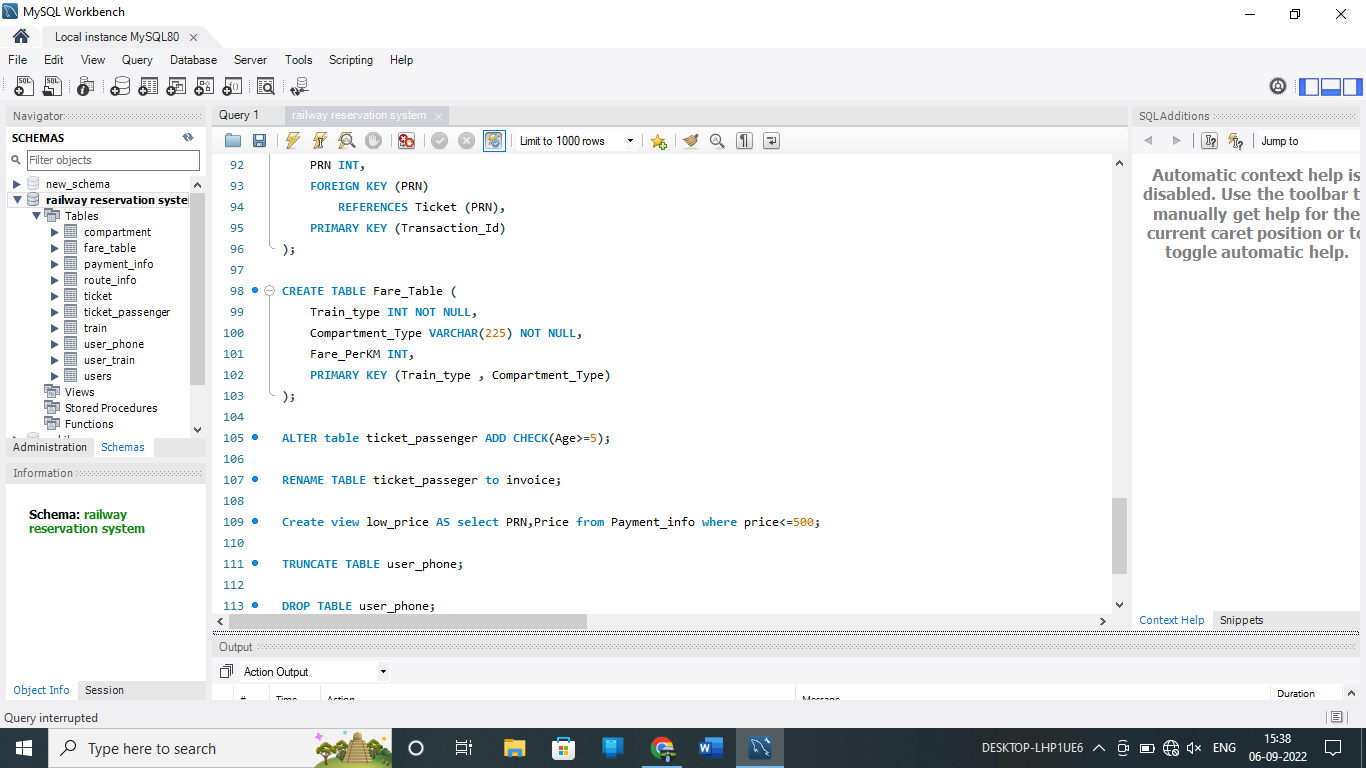 MySQL Workbench
Local instance MySQL80
File Edit View Query Database Server Tools Scripting Help
Navigator
SCHEMAS
Filter objects
new_schema
railway reservation syste
Tables
compartment
fare_table
payment_info
route_info
ticket
ticket_passenger
train
user_phone
user_train
users
Views
Stored Procedures
Functions
Administration Schemas
Information
Schema: railway
reservation system
Object Info Session
Query 1 railway reservation system
Limit to 1000 rows
92 PRN INT,
93 FOREIGN KEY (PRN)
94 REFERENCES Ticket (PRN),
95 PRIMARY KEY (Transaction_Id)
96 );
97
98 CREATE TABLE Fare_Table (
99 Train_type INT NOT NULL,
100 Compartment_Type VARCHAR(225) NOT NULL,
101 Fare_PerKM INT,
102 PRIMARY KEY (Train_type , Compartment_Type)
103 );
104
105 ALTER table ticket_passenger ADD CHECK(Age>=5);
106
107 RENAME TABLE ticket_passeger to invoice;
108
109 Create view low_price AS select PRN,Price from Payment_info where price<=500;
110
111 TRUNCATE TABLE user_phone;
112
113 DROP TABLE user_phone;
Output
Action Output
# Time Action Message Duration
SQLAdditions
Jump to
Automatic context help is
disabled. Use the toolbar t
manually get help for the
current caret position or to
toggle automatic help.
Context Help Snippets
Query interrupted
Type here to search
DESKTOP-LHP1UE6 ENG
15:38
06-09-2022